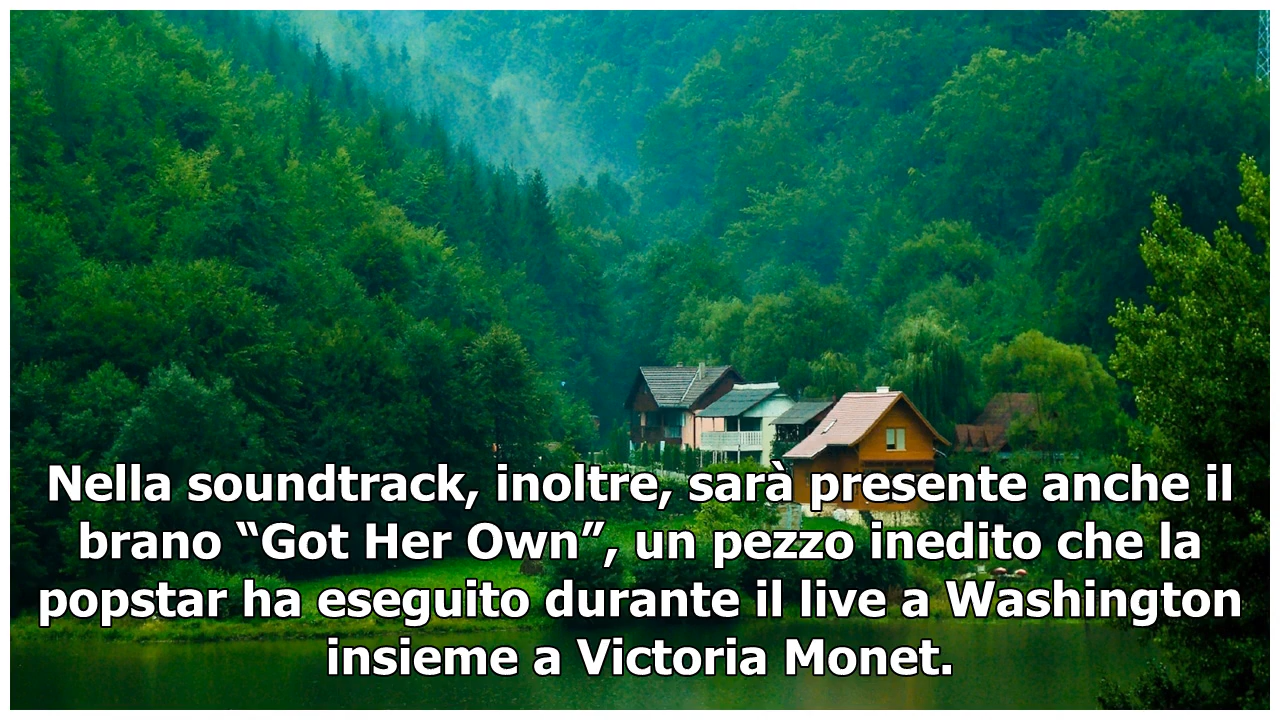 Nella soundtrack, inoltre, sarà presente anche il
brano “Got Her Own”, un pezzo inedito che la
popstar ha eseguito durante il live a Washington
insieme a Victoria Monet.